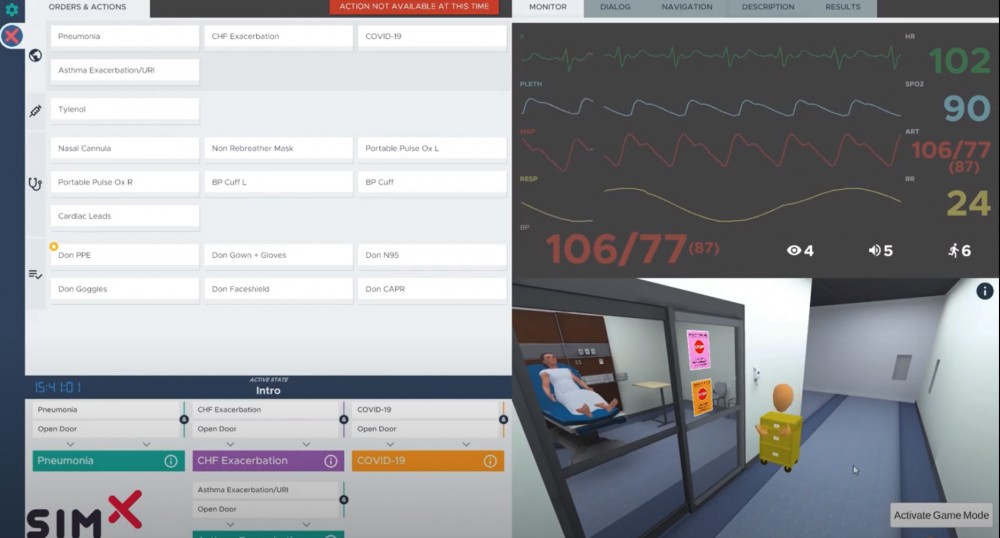 ORDERS & ACTIONS
ACTION NOT AVAILABLE AT THIS TIME
Pneumonia
CHF Exacerbation
COVID-19
Asthma Exacerbation/URI
Tylenol
Nasal Cannula
Non Rebreather Mask
Portable Pulse Ox L
Portable Pulse Ox R
BP Cuff L
BP Cuff
Cardiac Leads
Don PPE
Don Gown + Gloves
Don N95
Don Goggles
Don Faceshield
Don CAPR
15:41:01
ACTIVE STATE
Intro
Pneumonia
Open Door
Pneumonia
CHF Exacerbation
Open Door
CHF Exacerbation
COVID-19
Open Door
COVID-19
Asthma Exacerbation/URI
Open Door
SIMX
MONITOR
DIALOG
NAVIGATION
DESCRIPTION
RESULTS
HR
102
PLETH
SPO2
90
MAP
ART
106/77
(87)
RESP
RR
24
BP
106/77(87)
4
5
6
STOP
STOP
Activate Game Mode